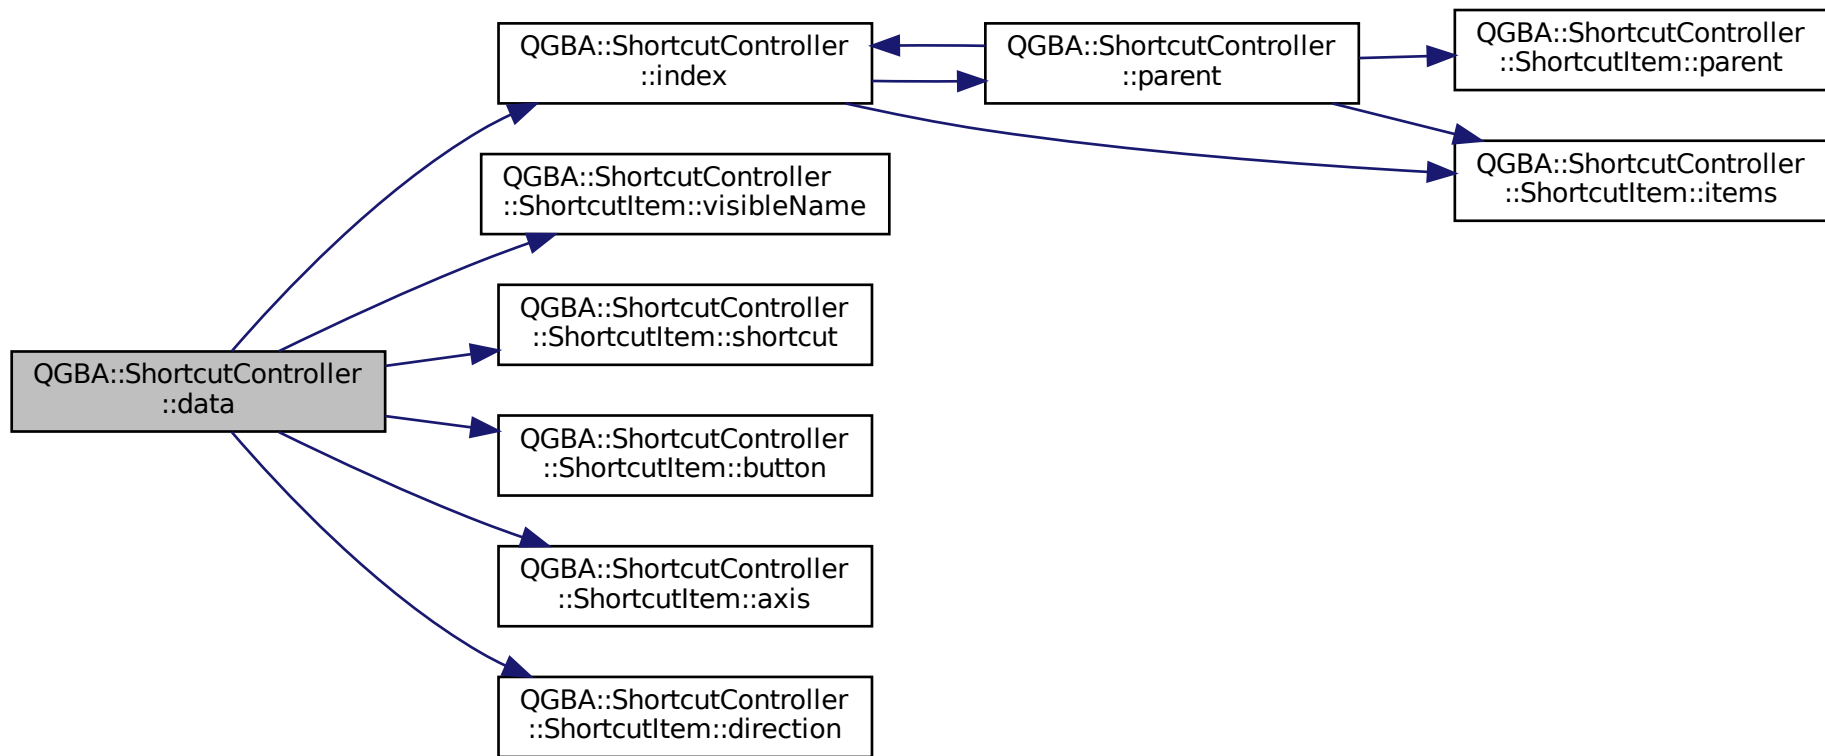 QGBA::ShortcutController
::data
QGBA::ShortcutController
::index
QGBA::ShortcutController
::ShortcutItem::visibleName
QGBA::ShortcutController
::ShortcutItem::shortcut
QGBA::ShortcutController
::ShortcutItem::button
QGBA::ShortcutController
::ShortcutItem::axis
QGBA::ShortcutController
::ShortcutItem::direction
QGBA::ShortcutController
::parent
QGBA::ShortcutController
::ShortcutItem::parent
QGBA::ShortcutController
::ShortcutItem::items